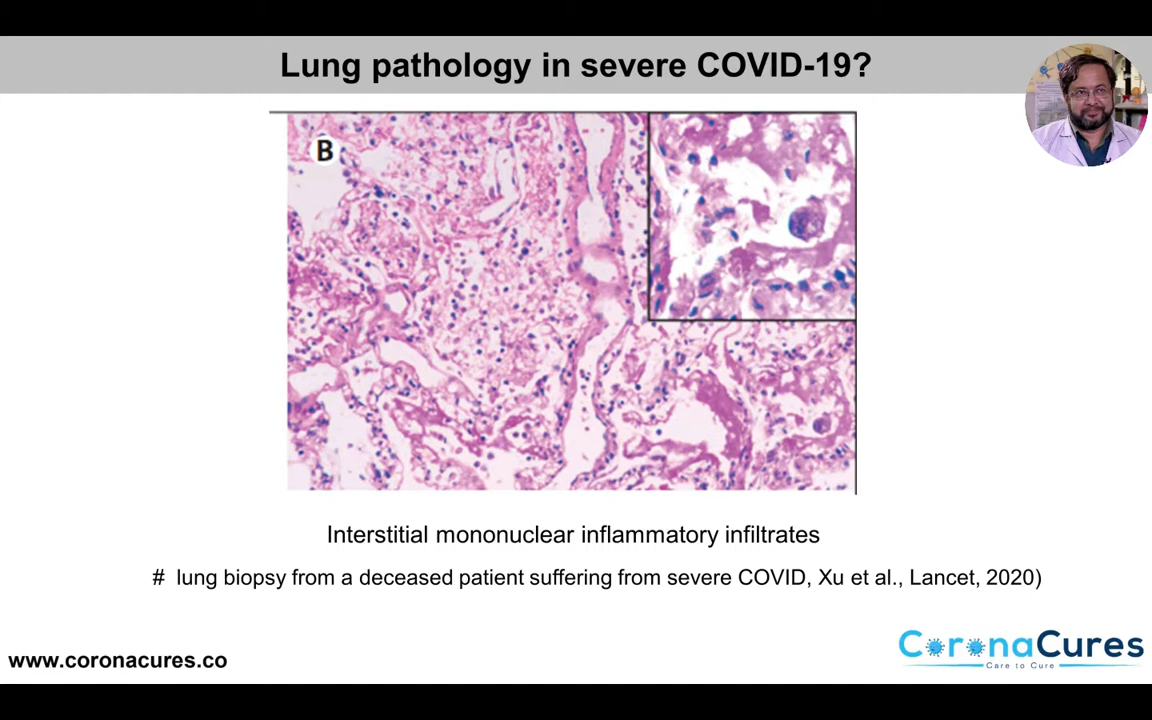 Lung pathology in severe COVID-19?
B
Interstitial mononuclear inflammatory infiltrates
# lung biopsy from a deceased patient suffering from severe COVID, Xu et al., Lancet, 2020)
www.coronacures.co
CoronaCures
Care to Cure